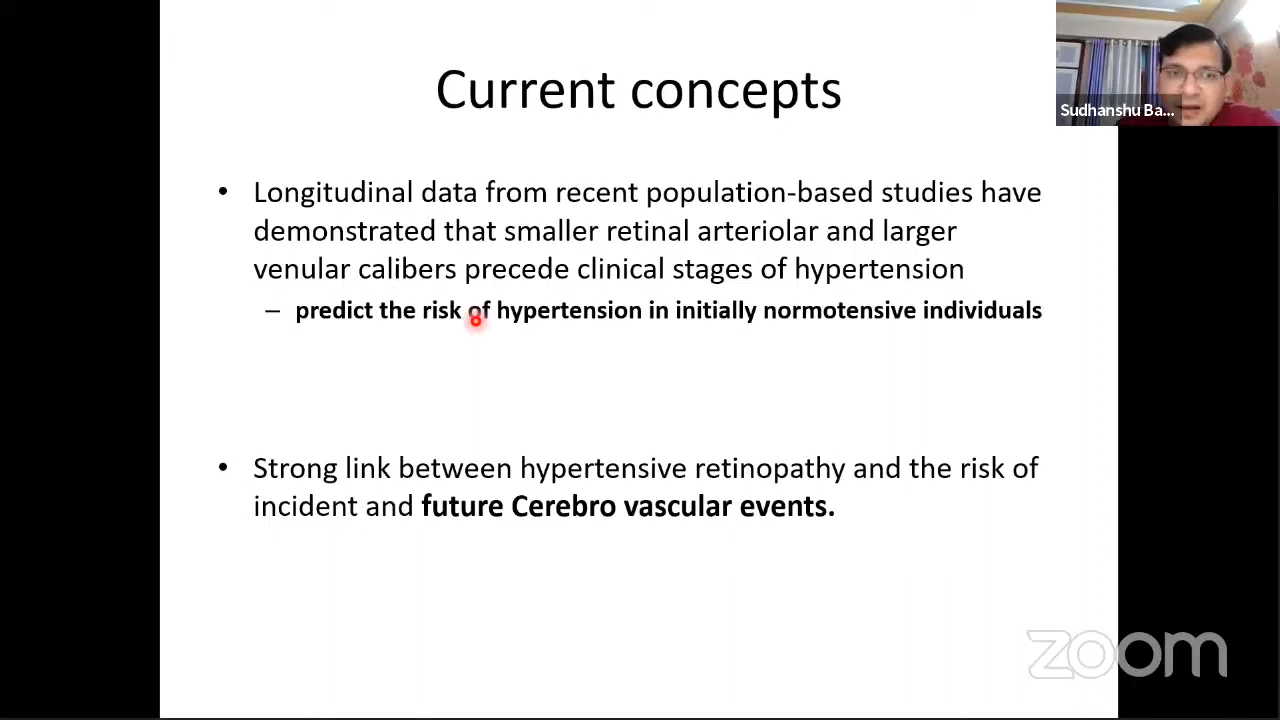 Current concepts
Sudhanshu Ba...
• Longitudinal data from recent population-based studies have
demonstrated that smaller retinal arteriolar and larger
venular calibers precede clinical stages of hypertension
– predict the risk of hypertension in initially normotensive individuals
• Strong link between hypertensive retinopathy and the risk of
incident and future Cerebro vascular events.
zoom